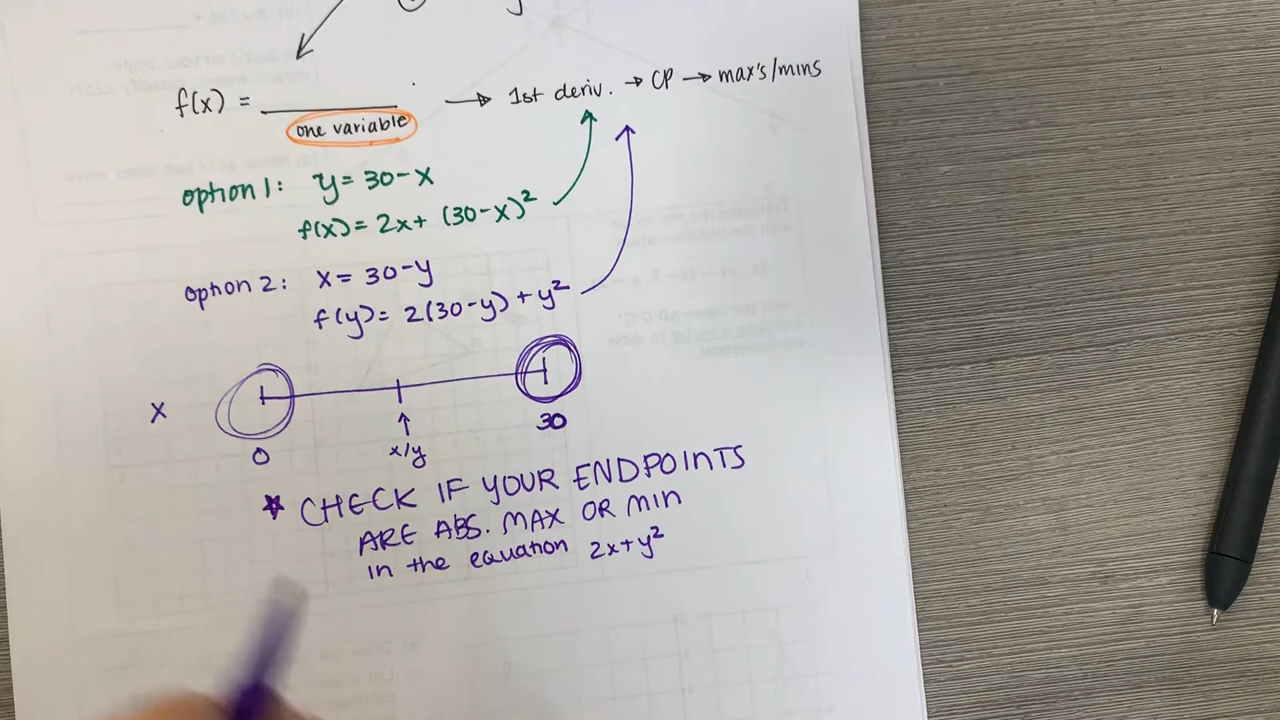 f(x) = ________ → 1st deriv. → CP → max's/mins
one variable
option 1: y = 30-x
f(x) = 2x + (30-x)²
option 2: x = 30-y
f(y) = 2(30-y) + y²
x
0 x/y 30
* CHECK IF YOUR ENDPOINTS
ARE ABS. MAX OR MIN
in the equation 2x+y²